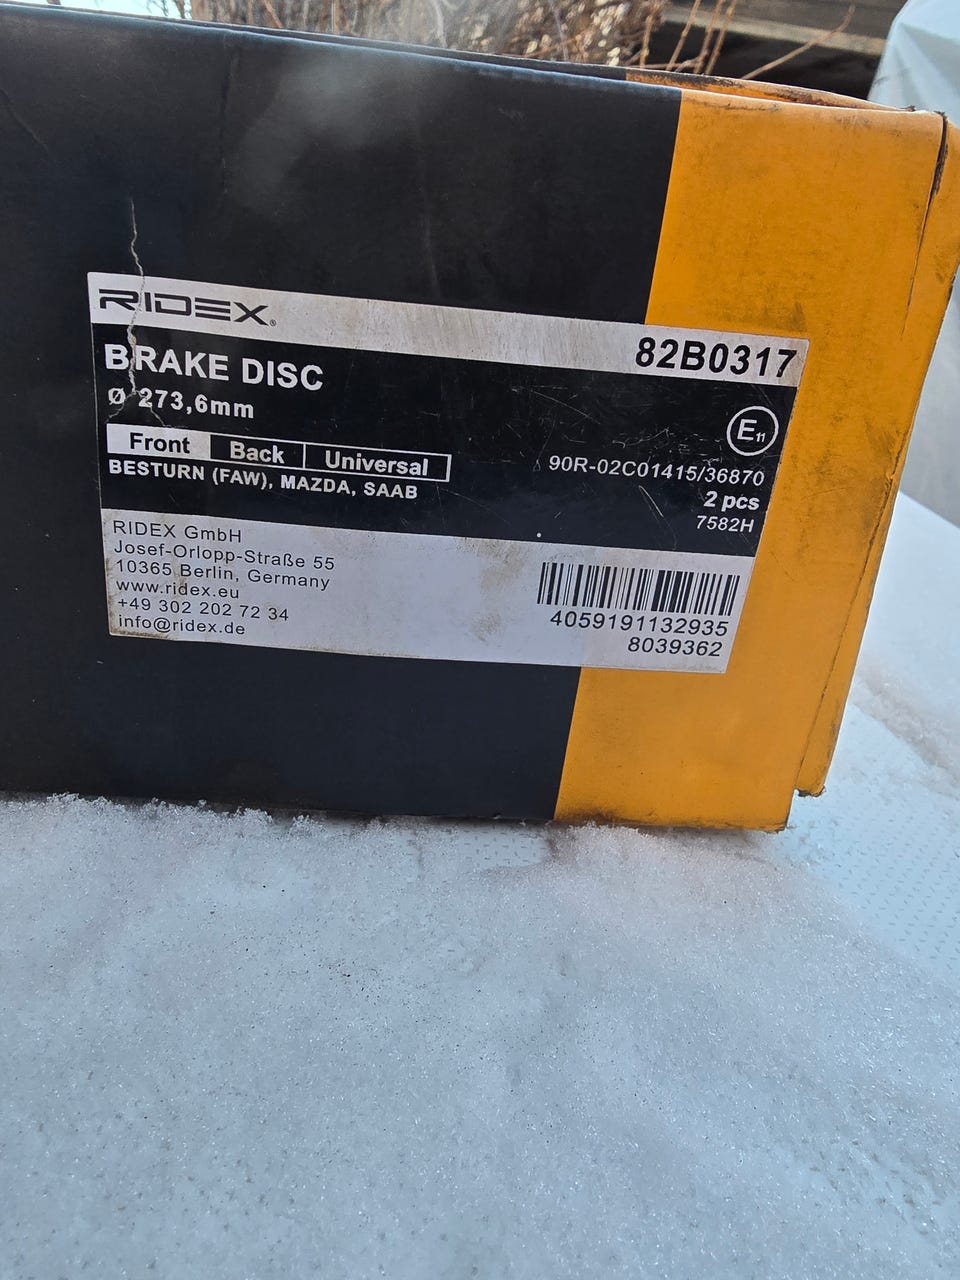 RIDEX®
82B0317
BRAKE DISC
Ø 273,6mm
E11
Front Back Universal
90R-02C01415/36870
BESTURN (FAW), MAZDA, SAAB
2 pcs
7582H
RIDEX GmbH
Josef-Orlopp-Straße 55
10365 Berlin, Germany
www.ridex.eu
+49 302 202 72 34
info@ridex.de
4059191132935
8039362